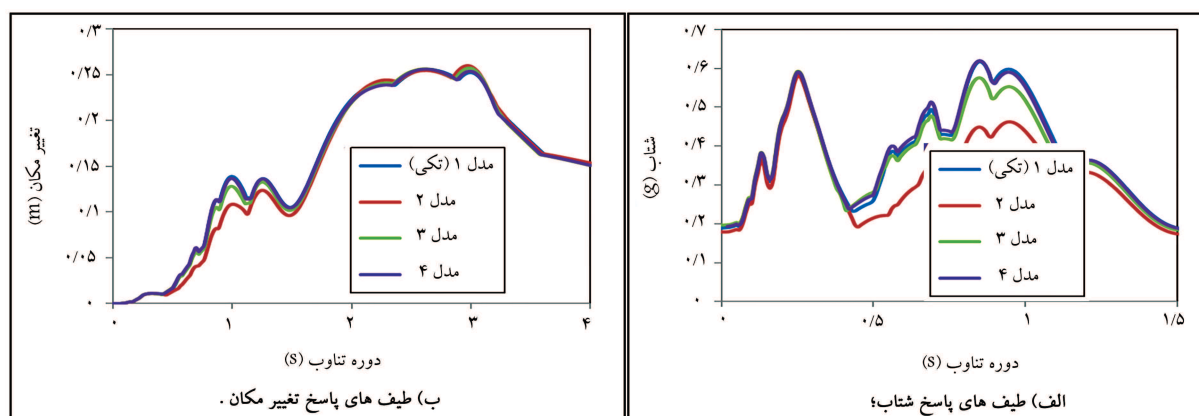 ۰/۷
۰/۶
۰/۵
۰/۴
۰/۳
۰/۲
۰/۱
۰
شتاب (g)
مدل ۱ (تکی)
مدل ۲
مدل ۳
مدل ۴
۰
۰/۵
۱
۱/۵
دوره تناوب (s)
الف) طیف های پاسخ شتاب؛
۰/۳
۰/۲۵
۰/۲
۰/۱۵
۰/۱
۰/۰۵
۰
تغییر مکان (m)
مدل ۱ (تکی)
مدل ۲
مدل ۳
مدل ۴
۰
۱
۲
۳
۴
دوره تناوب (s)
ب) طیف های پاسخ تغییر مکان .